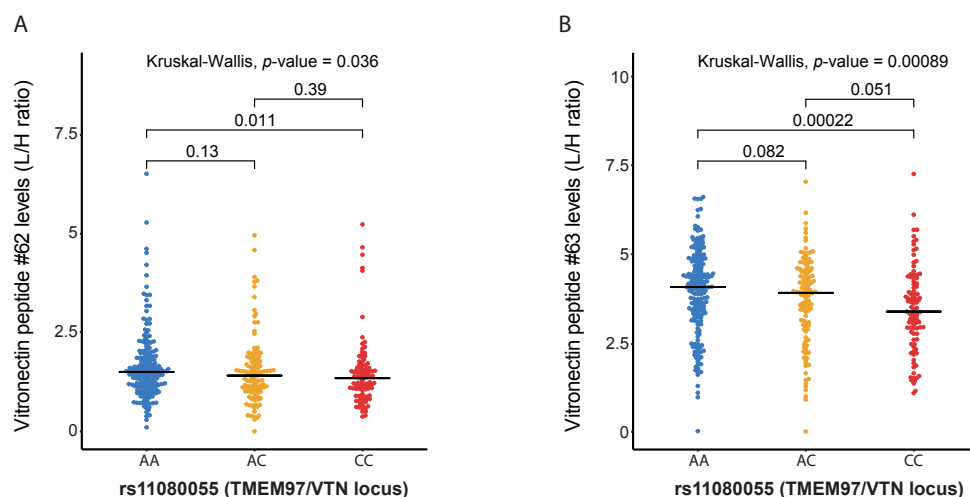 A
Kruskal-Wallis, p-value = 0.036
0.39
0.011
0.13
7.5
5
2.5
0
Vitronectin peptide #62 levels (L/H ratio)
AA AC CC
rs11080055 (TMEM97/VTN locus)
B
Kruskal-Wallis, p-value = 0.00089
0.051
0.00022
0.082
10
7.5
5
2.5
0
Vitronectin peptide #63 levels (L/H ratio)
AA AC CC
rs11080055 (TMEM97/VTN locus)